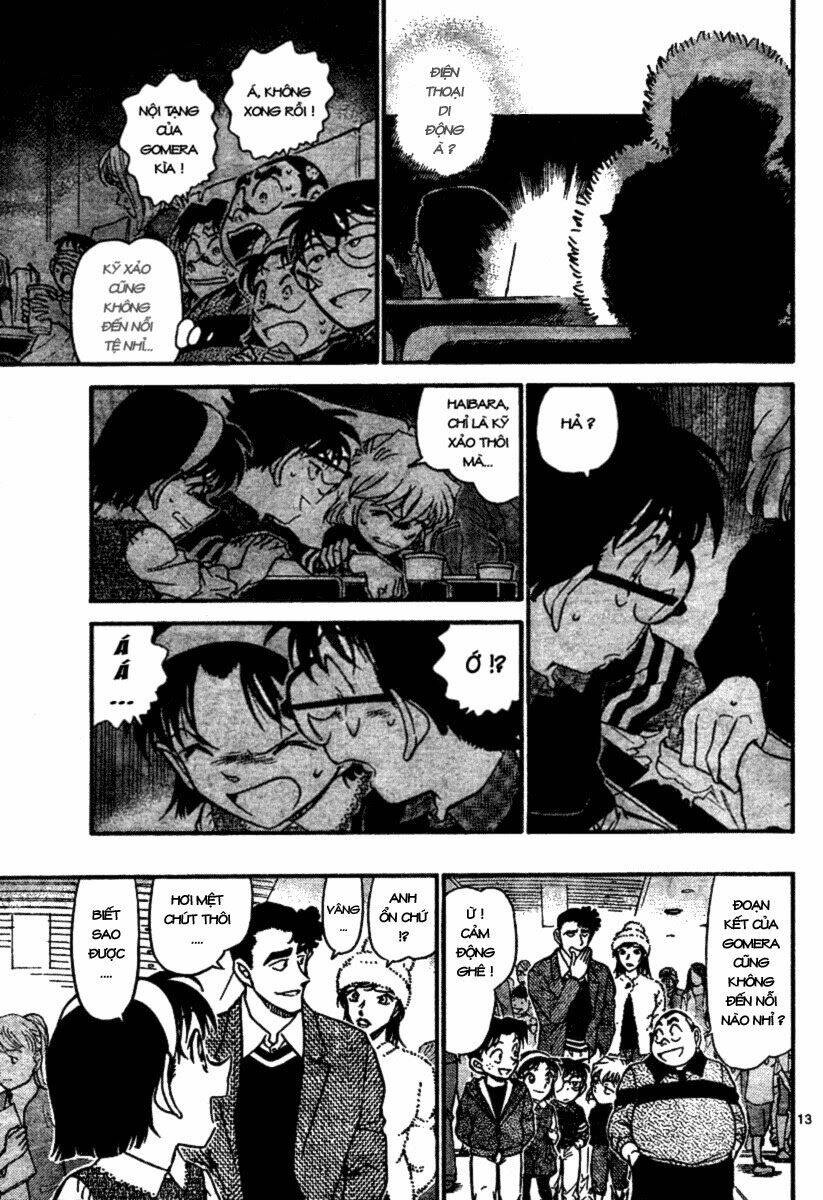 ĐIỆN
THOẠI
DI
ĐỘNG
À ?
Á, KHÔNG
XONG RỒI !
NỘI TẠNG
CỦA
GOMERA
KÌA !
KỸ XẢO
CŨNG
KHÔNG
ĐẾN NỖI
TỆ NHỈ...
HẢ ?
HAIBARA,
CHỈ LÀ KỸ
XẢO THÔI
MÀ...
Ớ !?
Á
Á
...
ĐOẠN
KẾT CỦA
GOMERA
CŨNG
KHÔNG
ĐẾN NỖI
NÀO NHỈ ?
Ừ !
CẢM
ĐỘNG
GHÊ !
ANH
ỔN CHỨ
!?
VÂNG
...
HƠI MỆT
CHÚT THÔI
....
BIẾT
SAO
ĐƯỢC
....
13